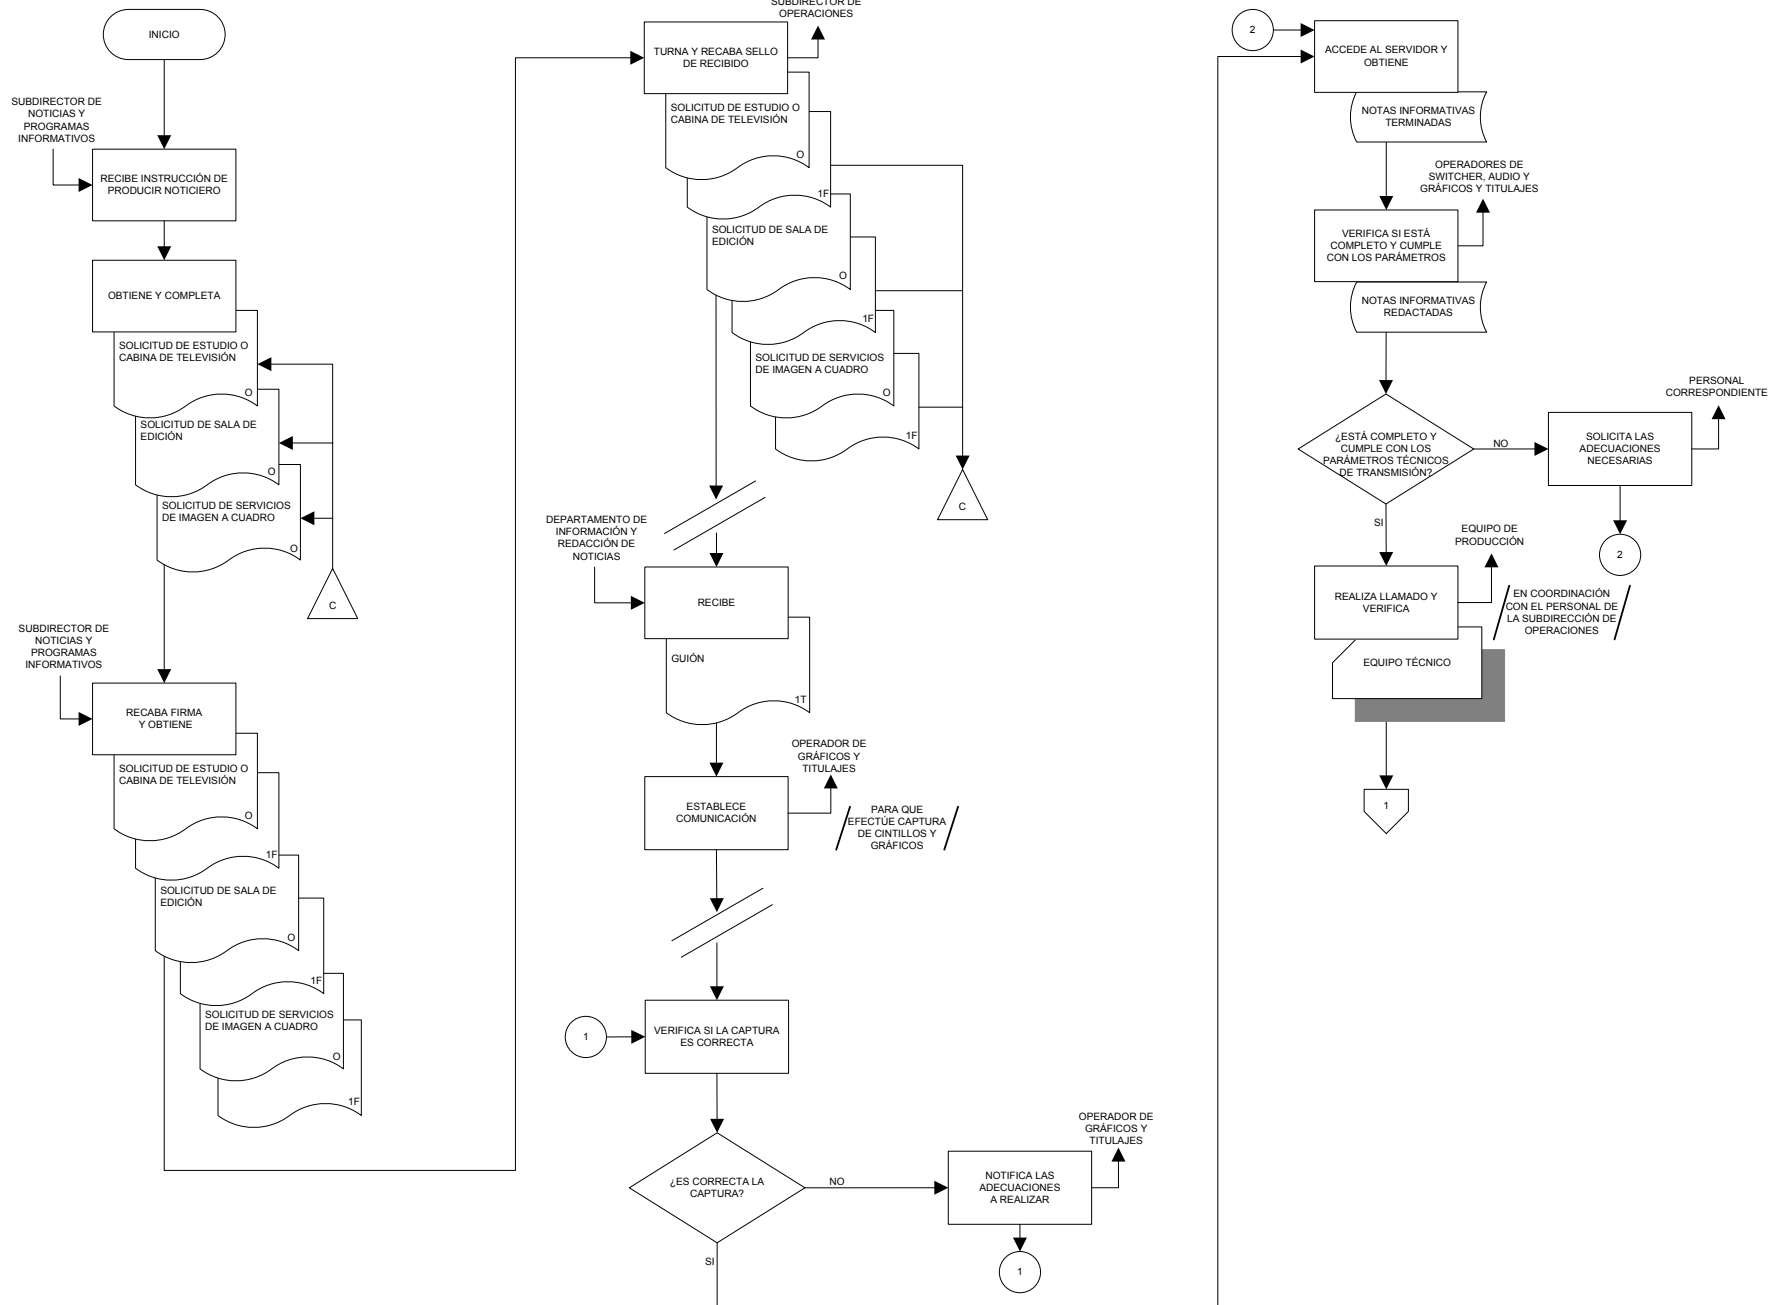 INICIO
SUBDIRECTOR DE
NOTICIAS Y
PROGRAMAS
INFORMATIVOS
RECIBE INSTRUCCIÓN DE
PRODUCIR NOTICIERO
OBTIENE Y COMPLETA
SOLICITUD DE ESTUDIO O
CABINA DE TELEVISIÓN
O
SOLICITUD DE SALA DE
EDICIÓN
O
SOLICITUD DE SERVICIOS
DE IMAGEN A CUADRO
O
C
SUBDIRECTOR DE
NOTICIAS Y
PROGRAMAS
INFORMATIVOS
RECABA FIRMA
Y OBTIENE
SOLICITUD DE ESTUDIO O
CABINA DE TELEVISIÓN
O
1F
SOLICITUD DE SALA DE
EDICIÓN
O
1F
SOLICITUD DE SERVICIOS
DE IMAGEN A CUADRO
O
1F
SUBDIRECTOR DE
OPERACIONES
TURNA Y RECABA SELLO
DE RECIBIDO
SOLICITUD DE ESTUDIO O
CABINA DE TELEVISIÓN
O
1F
SOLICITUD DE SALA DE
EDICIÓN
O
1F
SOLICITUD DE SERVICIOS
DE IMAGEN A CUADRO
O
1F
C
DEPARTAMENTO DE
INFORMACIÓN Y
REDACCIÓN DE
NOTICIAS
RECIBE
GUIÓN
1T
OPERADOR DE
GRÁFICOS Y
TITULAJES
ESTABLECE
COMUNICACIÓN
PARA QUE
EFECTÚE CAPTURA
DE CINTILLOS Y
GRÁFICOS
1
VERIFICA SI LA CAPTURA
ES CORRECTA
¿ES CORRECTA LA
CAPTURA?
NO
SI
OPERADOR DE
GRÁFICOS Y
TITULAJES
NOTIFICA LAS
ADECUACIONES
A REALIZAR
1
2
ACCEDE AL SERVIDOR Y
OBTIENE
NOTAS INFORMATIVAS
TERMINADAS
OPERADORES DE
SWITCHER, AUDIO Y
GRÁFICOS Y TITULAJES
VERIFICA SI ESTÁ
COMPLETO Y CUMPLE
CON LOS PARÁMETROS
NOTAS INFORMATIVAS
REDACTADAS
¿ESTÁ COMPLETO Y
CUMPLE CON LOS
PARÁMETROS TÉCNICOS
DE TRANSMISIÓN?
NO
SI
PERSONAL
CORRESPONDIENTE
SOLICITA LAS
ADECUACIONES
NECESARIAS
2
EQUIPO DE
PRODUCCIÓN
REALIZA LLAMADO Y
VERIFICA
EN COORDINACIÓN
CON EL PERSONAL DE
LA SUBDIRECCIÓN DE
OPERACIONES
EQUIPO TÉCNICO
1